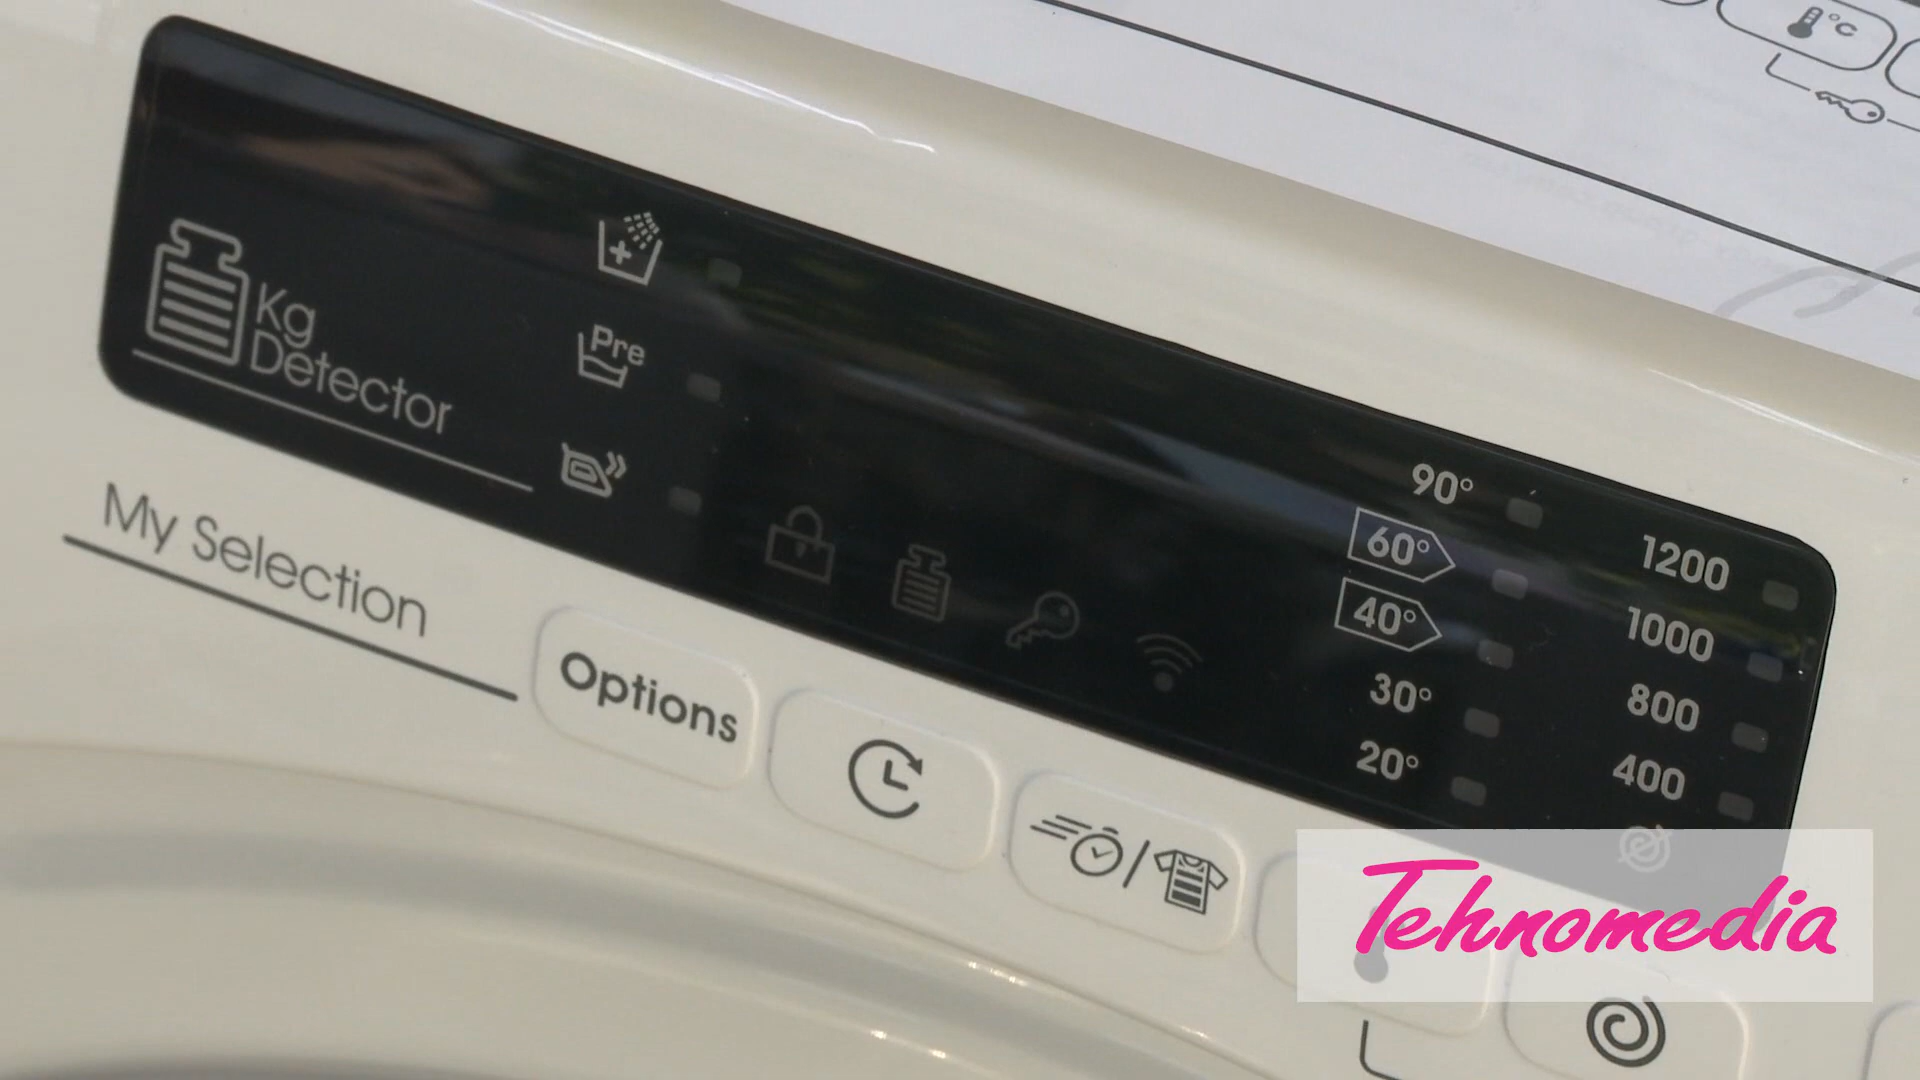 °C
Kg
Detector
Pre
My Selection
Options
90°
60°
40°
30°
20°
1200
1000
800
400
Tehnomedia